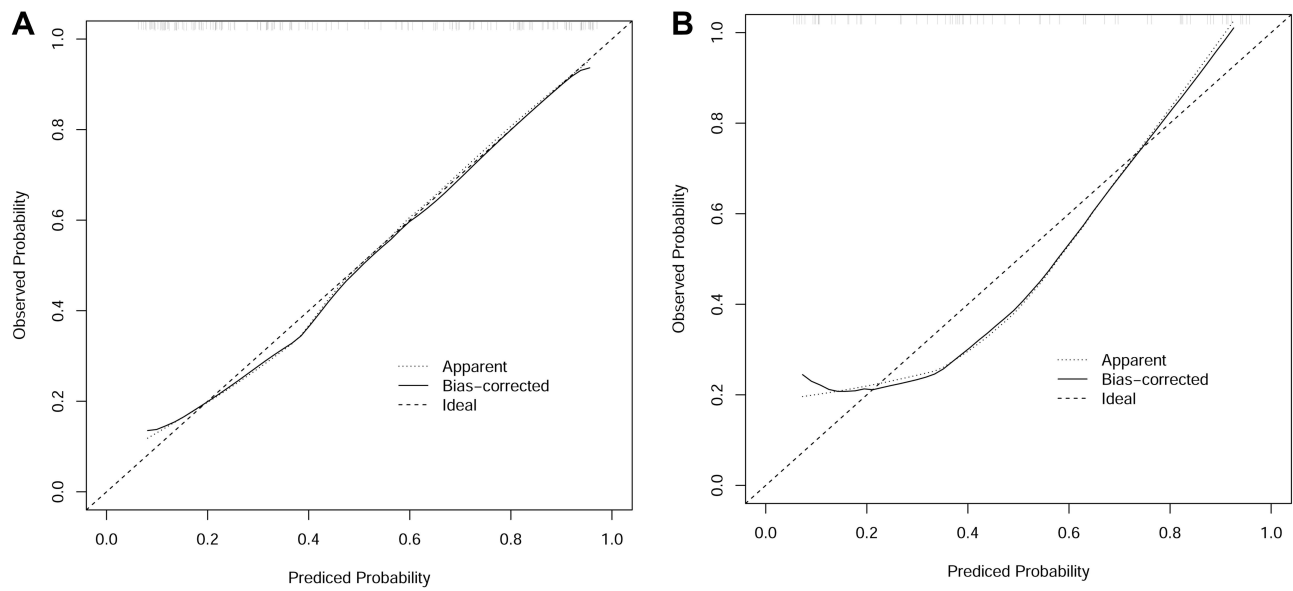 A
Observed Probability
1.0
0.8
0.6
0.4
0.2
0.0
Apparent
Bias−corrected
Ideal
0.0 0.2 0.4 0.6 0.8 1.0
Prediced Probability
B
Observed Probability
1.0
0.8
0.6
0.4
0.2
0.0
Apparent
Bias−corrected
Ideal
0.0 0.2 0.4 0.6 0.8 1.0
Prediced Probability